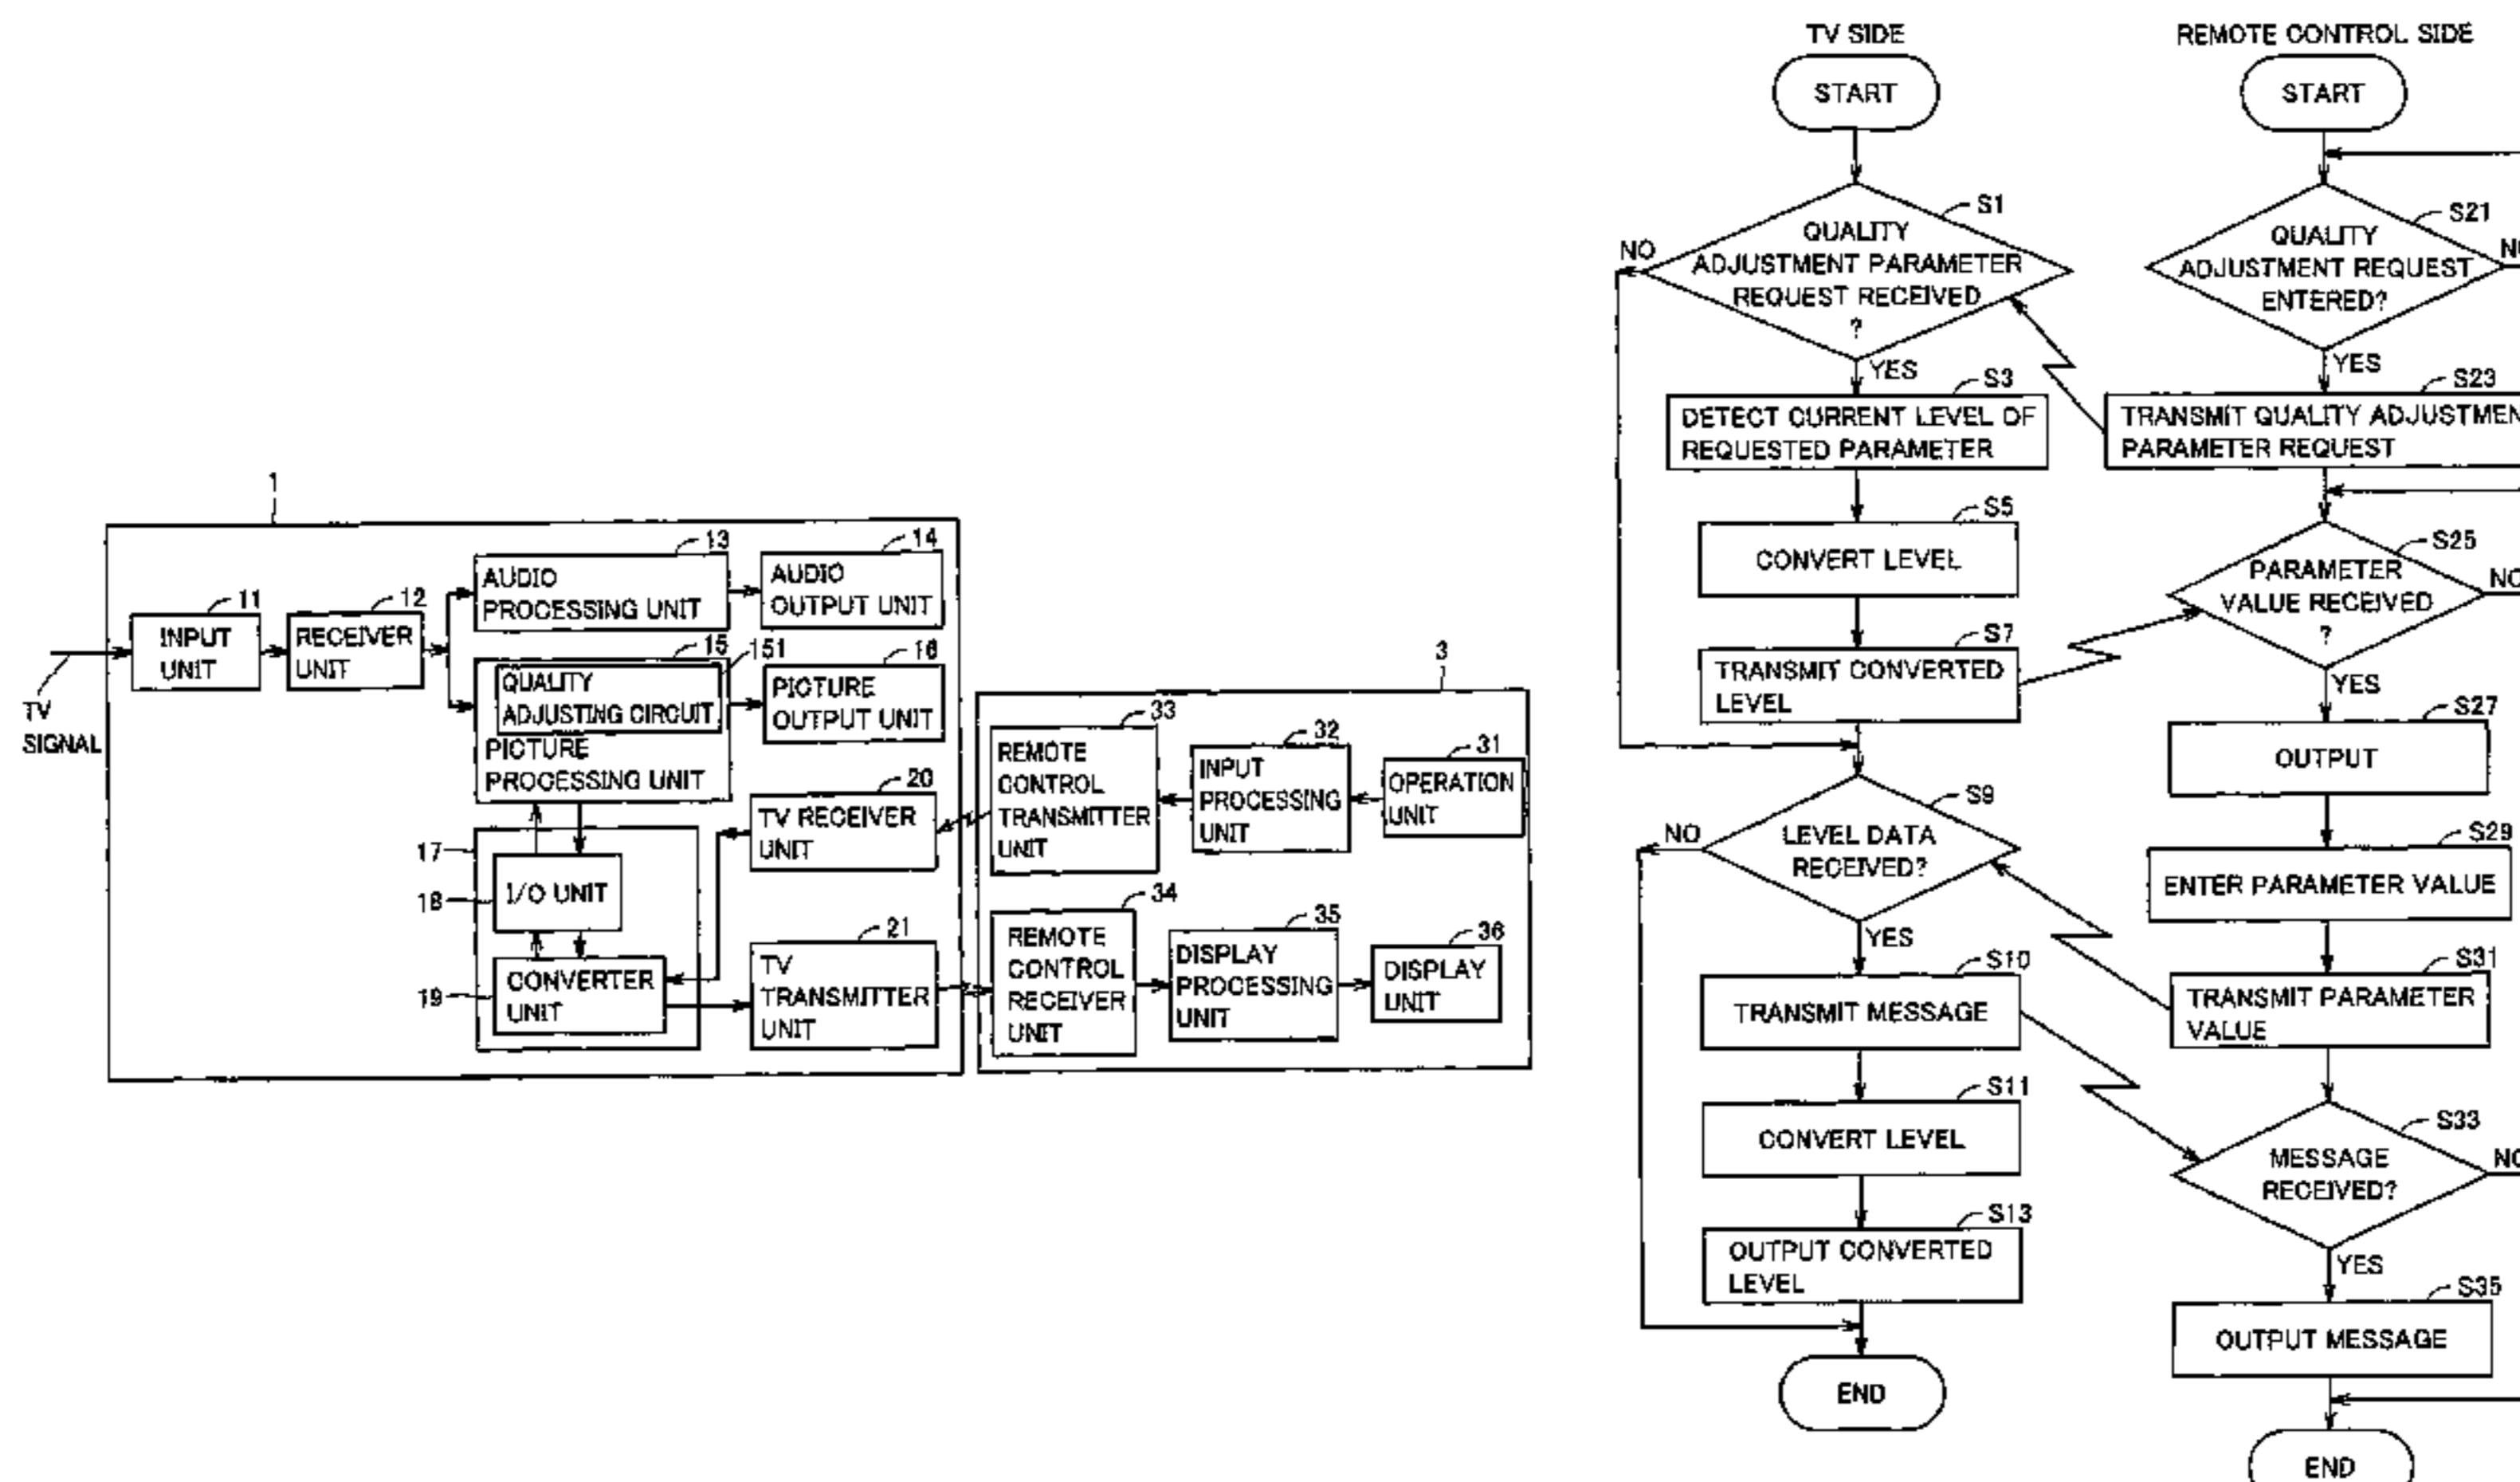 1
11
INPUT
UNIT
12
RECEIVER
UNIT
TV
SIGNAL
13
AUDIO
PROCESSING UNIT
14
AUDIO
OUTPUT UNIT
15
151
QUALITY
ADJUSTING CIRCUIT
PICTURE
PROCESSING UNIT
16
PICTURE
OUTPUT UNIT
17
18
I/O UNIT
19
CONVERTER
UNIT
20
TV RECEIVER
UNIT
21
TV
TRANSMITTER
UNIT
3
33
REMOTE
CONTROL
TRANSMITTER
UNIT
32
INPUT
PROCESSING
UNIT
31
OPERATION
UNIT
34
REMOTE
CONTROL
RECEIVER
UNIT
35
DISPLAY
PROCESSING
UNIT
36
DISPLAY
UNIT
TV SIDE
START
S1
QUALITY
ADJUSTMENT PARAMETER
REQUEST RECEIVED
?
NO
YES
S3
DETECT CURRENT LEVEL OF
REQUESTED PARAMETER
S5
CONVERT LEVEL
S7
TRANSMIT CONVERTED
LEVEL
S9
LEVEL DATA
RECEIVED?
NO
YES
S10
TRANSMIT MESSAGE
S11
CONVERT LEVEL
S13
OUTPUT CONVERTED
LEVEL
END
REMOTE CONTROL SIDE
START
S21
QUALITY
ADJUSTMENT REQUEST
ENTERED?
NO
YES
S23
TRANSMIT QUALITY ADJUSTMEN
PARAMETER REQUEST
S25
PARAMETER
VALUE RECEIVED
?
NO
YES
S27
OUTPUT
S29
ENTER PARAMETER VALUE
S31
TRANSMIT PARAMETER
VALUE
S33
MESSAGE
RECEIVED?
NO
YES
S35
OUTPUT MESSAGE
END